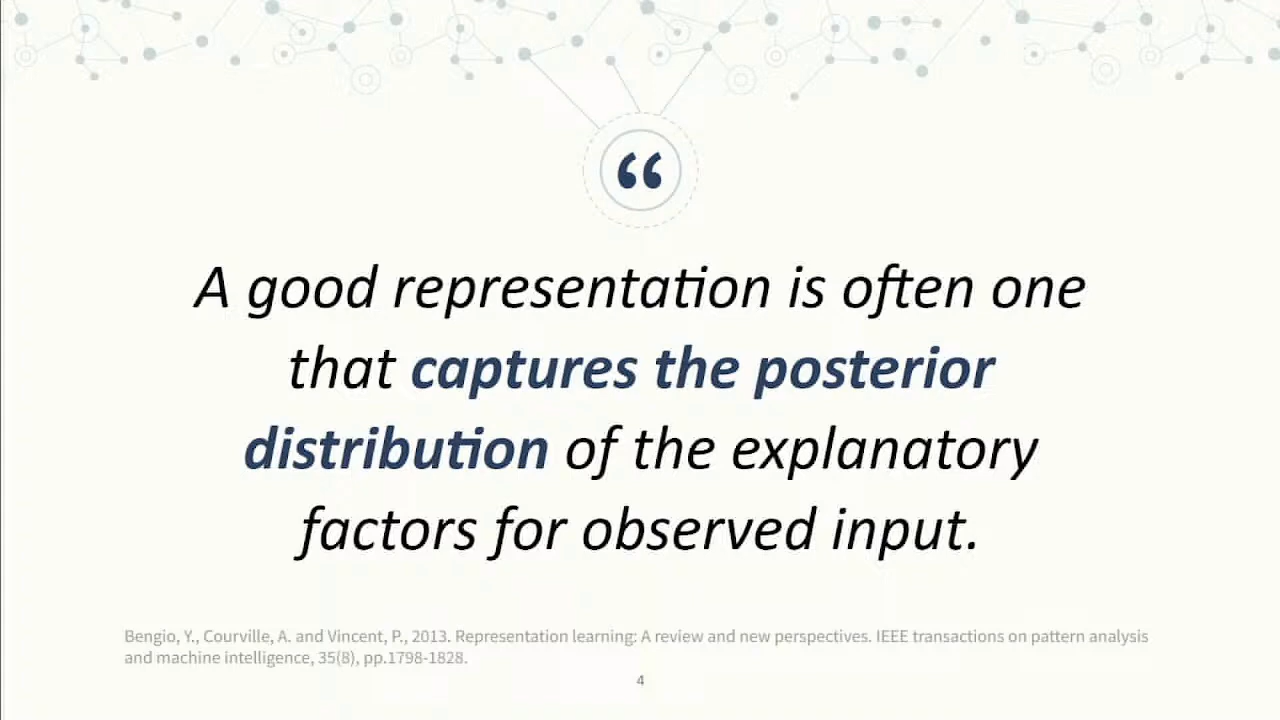 “
A good representation is often one
that captures the posterior
distribution of the explanatory
factors for observed input.
Bengio, Y., Courville, A. and Vincent, P., 2013. Representation learning: A review and new perspectives. IEEE transactions on pattern analysis
and machine intelligence, 35(8), pp.1798-1828.
4